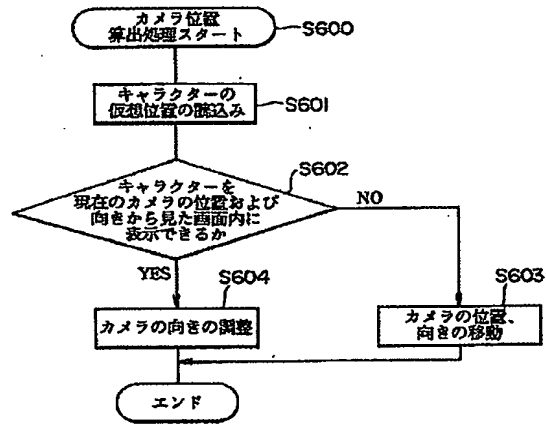 カメラ位置
算出処理スタート
S600
キャラクターの
仮想位置の読込み
S601
キャラクターを
現在のカメラの位置および
向きから見た画面内に
表示できるか
S602
NO
YES
S604
カメラの向きの調整
S603
カメラの位置、
向きの移動
エンド